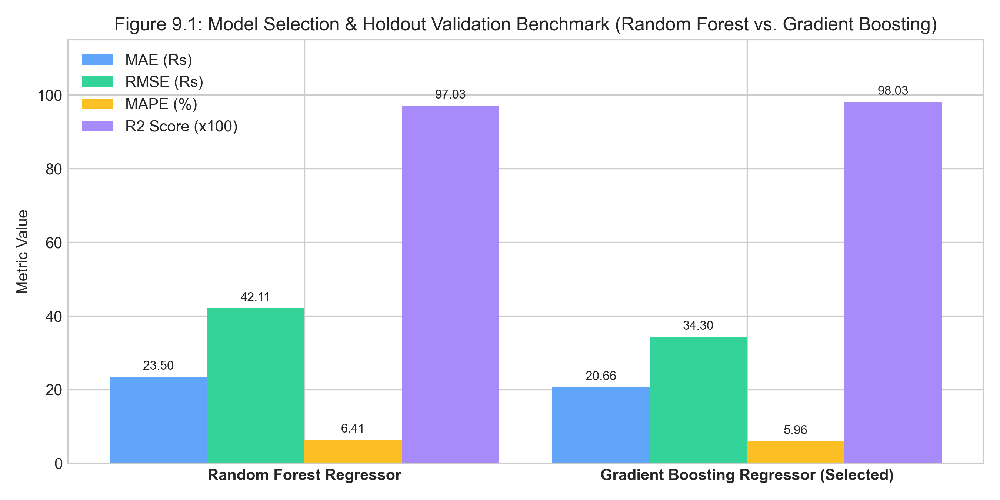 Figure 9.1: Model Selection & Holdout Validation Benchmark (Random Forest vs. Gradient Boosting)
MAE (Rs)
RMSE (Rs)
MAPE (%)
R2 Score (x100)
Metric Value
100
80
60
40
20
0
23.50
42.11
6.41
97.03
20.66
34.30
5.96
98.03
Random Forest Regressor
Gradient Boosting Regressor (Selected)